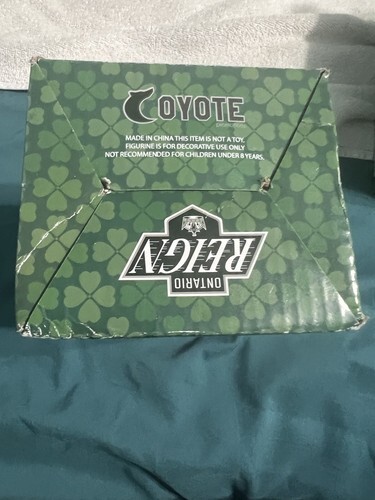 COYOTE
MADE IN CHINA THIS ITEM IS NOT A TOY.
FIGURINE IS FOR DECORATIVE USE ONLY
NOT RECOMMENDED FOR CHILDREN UNDER 8 YEARS.
ONTARIO
REIGN